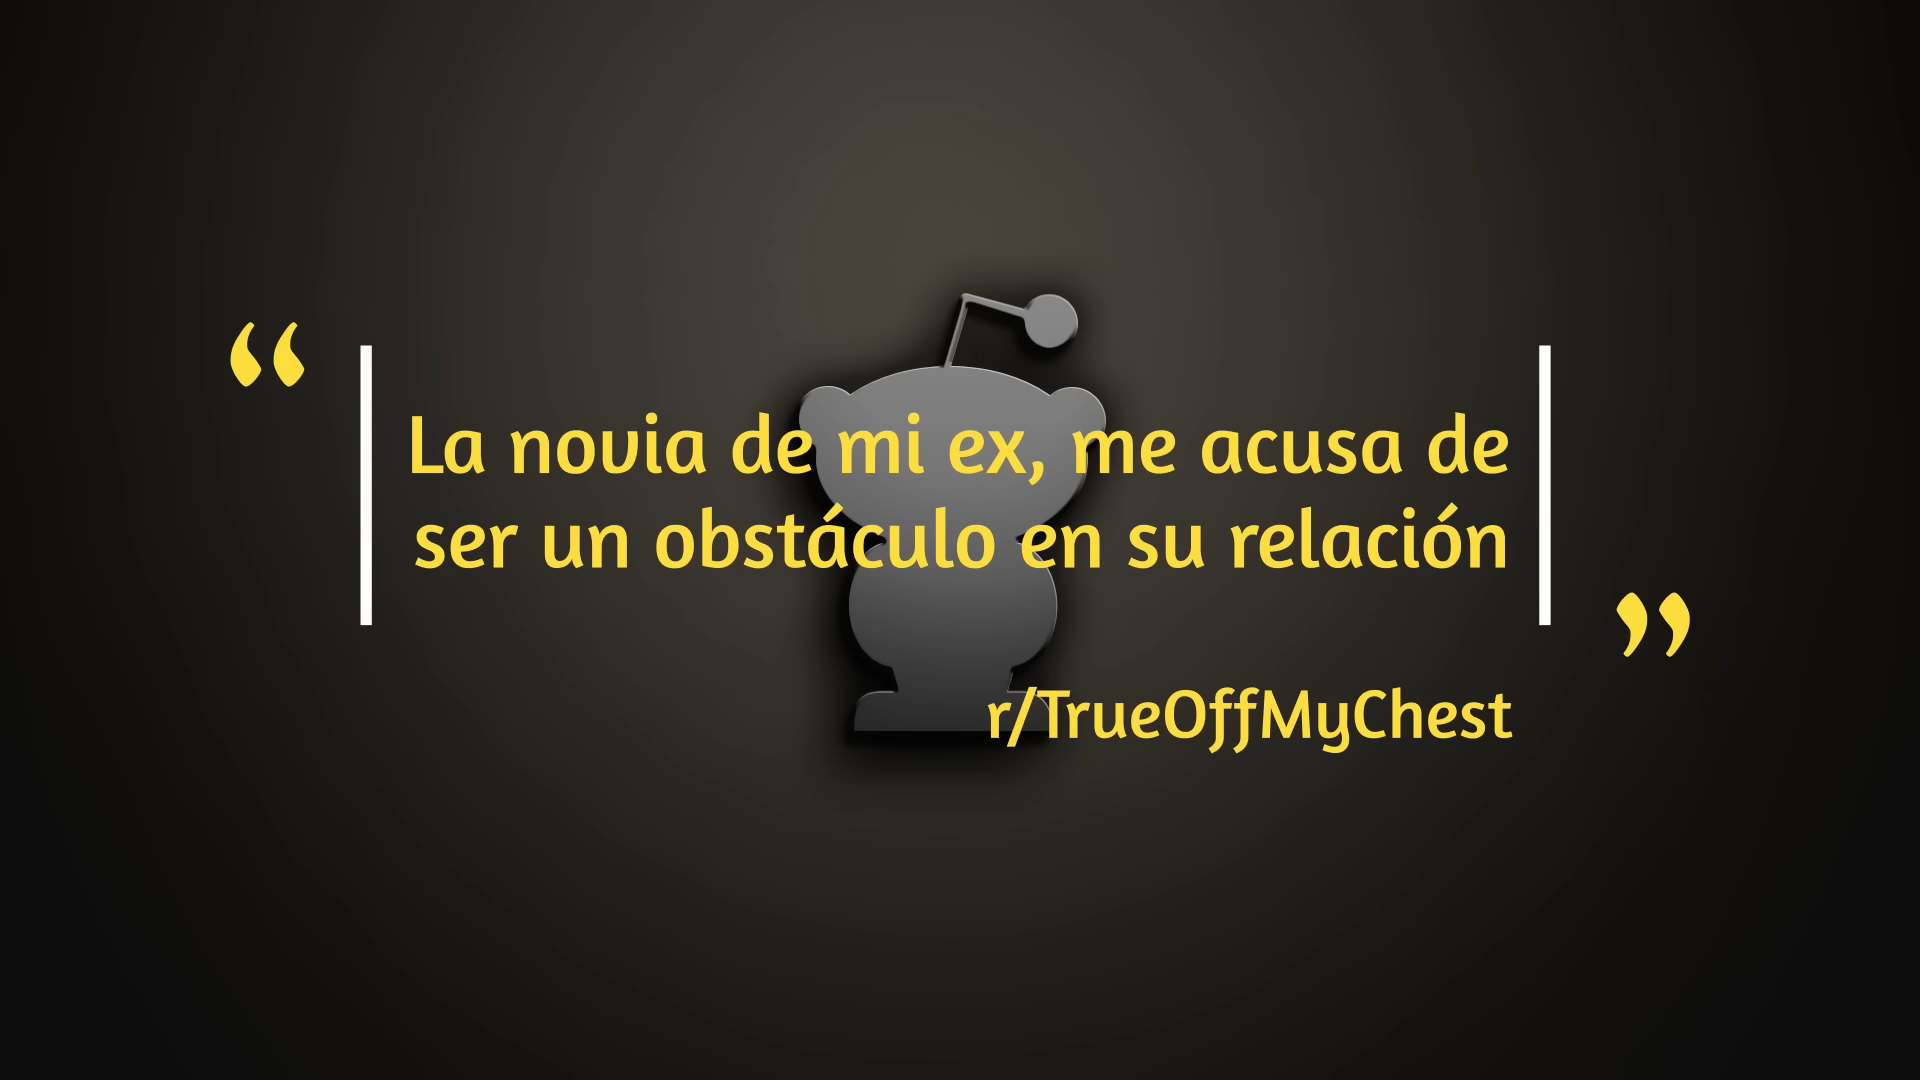 “
La novia de mi ex, me acusa de
ser un obstáculo en su relación
”
r/TrueOffMyChest